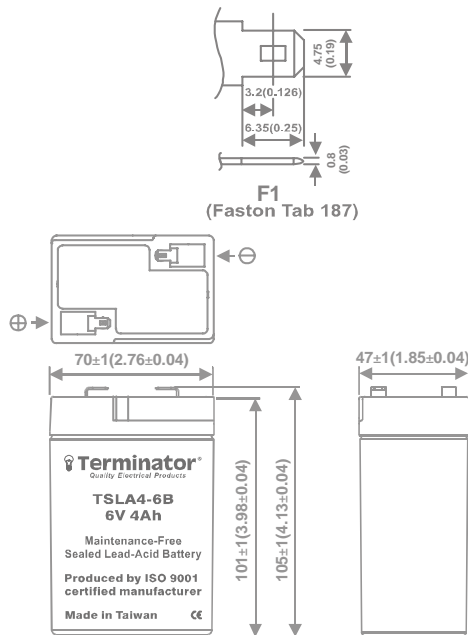 4.75
(0.19)
3.2(0.126)
6.35(0.25)
0.8
(0.03)
F1
(Faston Tab 187)
⊖
⊕
70±1(2.76±0.04)
47±1(1.85±0.04)
Terminator®
Quality Electrical Products
TSLA4-6B
6V 4Ah
Maintenance-Free
Sealed Lead-Acid Battery
Produced by ISO 9001
certified manufacturer
Made in Taiwan CE
101±1(3.98±0.04)
105±1(4.13±0.04)